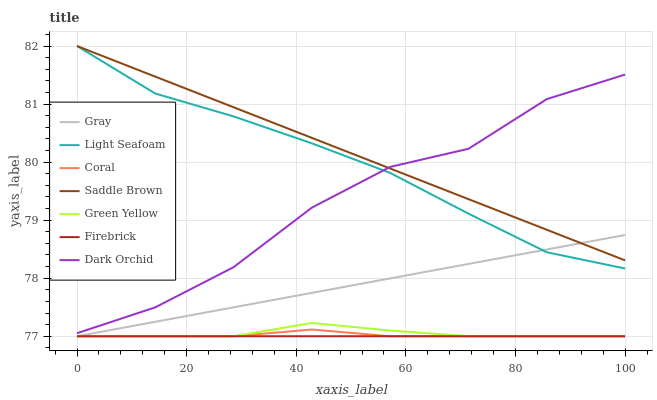 title
82
81
80
79
78
77
yaxis_label
Gray
Light Seafoam
Coral
Saddle Brown
Green Yellow
Firebrick
Dark Orchid
0 20 40 60 80 100
xaxis_label